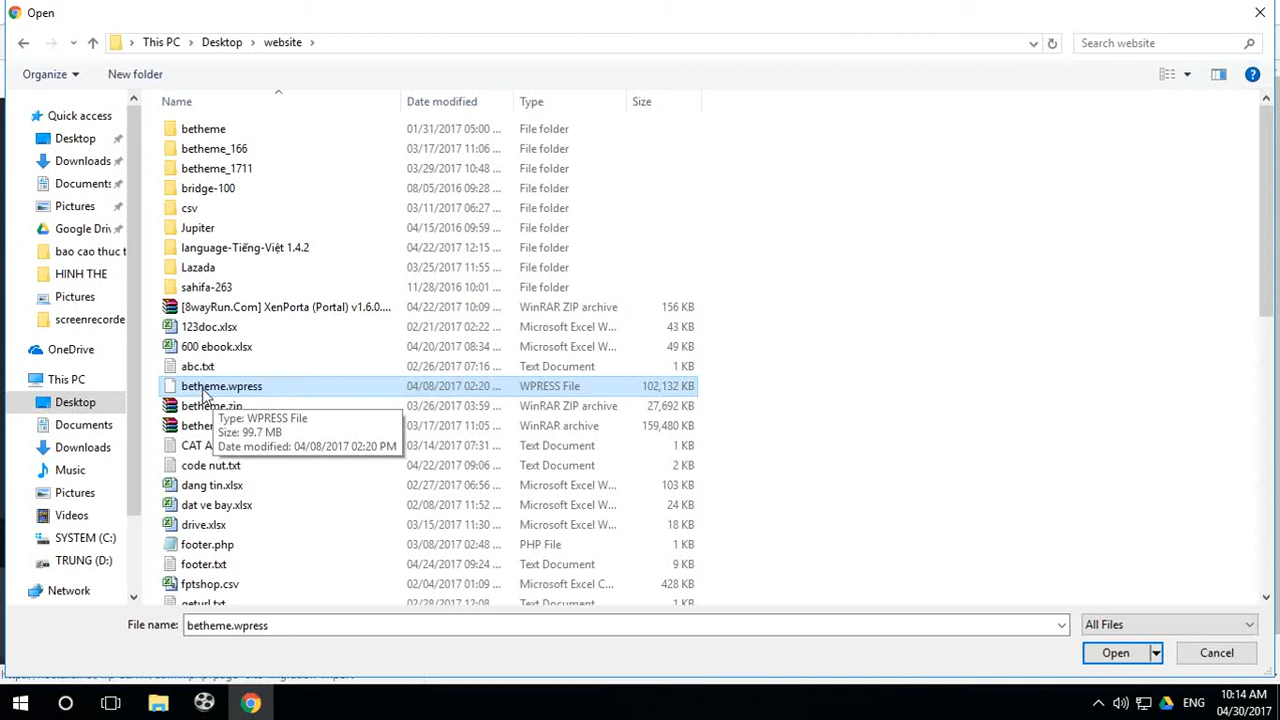 Open
This PC > Desktop > website >
Search website
Organize
New folder
Name Date modified Type Size
Quick access
Desktop
Downloads
Documents
Pictures
Google Driv
bao cao thuc t
HINH THE
Pictures
screenrecorde
OneDrive
This PC
Desktop
Documents
Downloads
Music
Pictures
Videos
SYSTEM (C:)
TRUNG (D:)
Network
betheme 01/31/2017 05:00 ... File folder
betheme_166 03/17/2017 11:06 ... File folder
betheme_1711 03/29/2017 10:48 ... File folder
bridge-100 08/05/2016 09:28 ... File folder
csv 03/11/2017 06:27 ... File folder
Jupiter 04/15/2016 09:59 ... File folder
language-Tiếng-Việt 1.4.2 04/22/2017 12:15 ... File folder
Lazada 03/25/2017 11:55 ... File folder
sahifa-263 11/28/2016 10:01 ... File folder
[8wayRun.Com] XenPorta (Portal) v1.6.0.... 04/22/2017 10:09 ... WinRAR ZIP archive 156 KB
123doc.xlsx 02/21/2017 02:22 ... Microsoft Excel W... 43 KB
600 ebook.xlsx 04/20/2017 08:34 ... Microsoft Excel W... 49 KB
abc.txt 02/26/2017 07:16 ... Text Document 1 KB
betheme.wpress 04/08/2017 02:20 ... WPRESS File 102,132 KB
betheme.zip 03/26/2017 03:59 ... WinRAR ZIP archive 27,692 KB
bether 03/17/2017 11:05 ... WinRAR archive 159,480 KB
CAT A 03/14/2017 07:31 ... Text Document 1 KB
code nut.txt 04/22/2017 09:06 ... Text Document 2 KB
dang tin.xlsx 02/27/2017 06:56 ... Microsoft Excel W... 103 KB
dat ve bay.xlsx 02/08/2017 11:52 ... Microsoft Excel W... 24 KB
drive.xlsx 03/15/2017 11:30 ... Microsoft Excel W... 18 KB
footer.php 03/08/2017 02:48 ... PHP File 1 KB
footer.txt 04/24/2017 09:24 ... Text Document 9 KB
fptshop.csv 02/04/2017 01:09 ... Microsoft Excel C... 428 KB
geturl.txt 02/28/2017 12:08 ... Text Document 1 KB
Type: WPRESS File
Size: 99.7 MB
Date modified: 04/08/2017 02:20 PM
File name: betheme.wpress
All Files
Open
Cancel
ENG
10:14 AM
04/30/2017